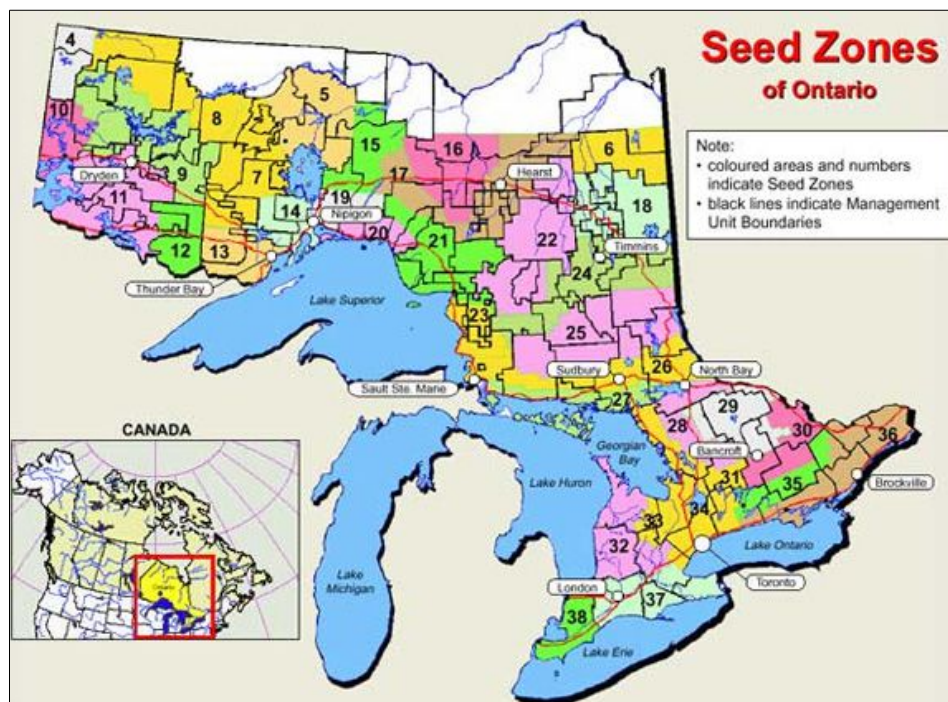 Seed Zones
of Ontario
Note:
• coloured areas and numbers
indicate Seed Zones
• black lines indicate Management
Unit Boundaries
4
5
8
10
15
16
6
Dryden
9
7
17
Hearst
11
19
14
Nipigon
18
20
22
12
13
21
24
Timmins
Thunder Bay
Lake Superior
23
25
Sudbury
26
North Bay
Sault Ste. Marie
27
28
29
30
36
CANADA
Georgian
Bay
Bancroft
31
35
Brockville
Lake Huron
33
34
32
Lake Ontario
Lake
Michigan
London
37
Toronto
38
Lake Erie
Ontario